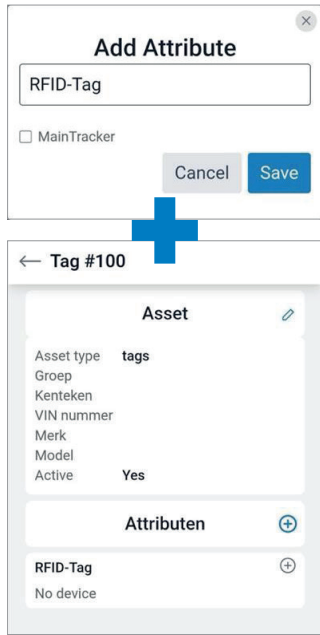 Add Attribute
RFID-Tag
MainTracker
Cancel Save
Tag #100
Asset
Asset type tags
Groep
Kenteken
VIN nummer
Merk
Model
Active Yes
Attributen
RFID-Tag
No device